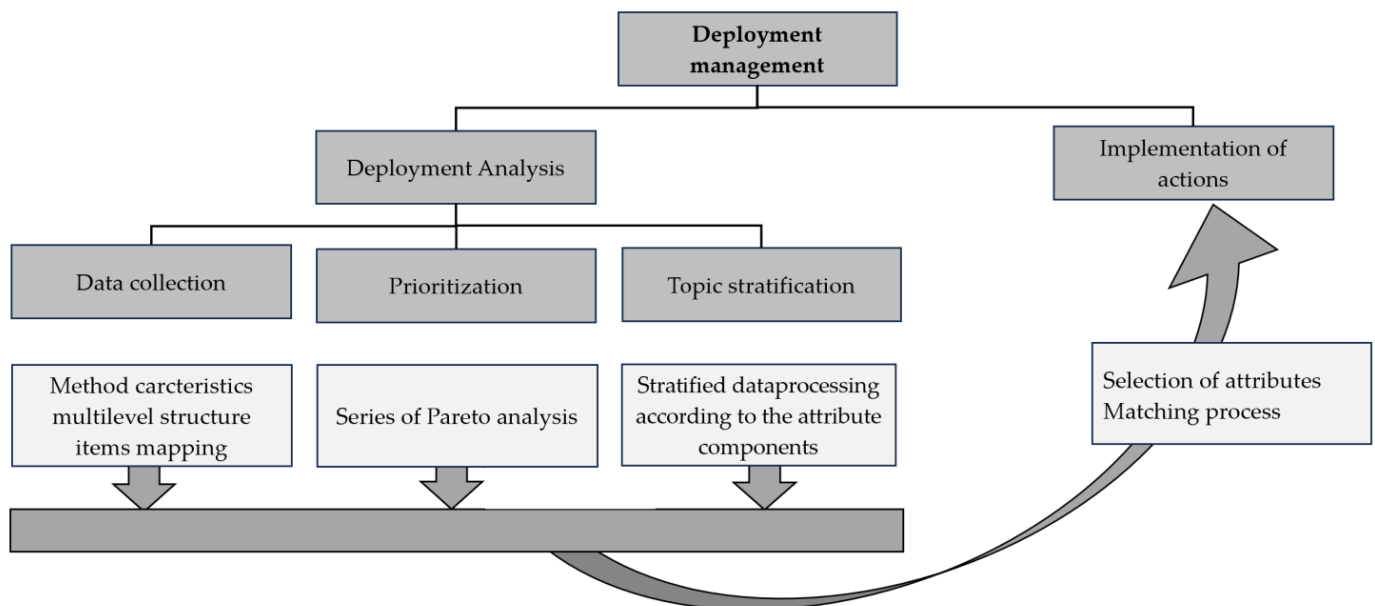 Deployment
management
Deployment Analysis
Implementation of
actions
Data collection
Prioritization
Topic stratification
Method carcteristics
multilevel structure
items mapping
Series of Pareto analysis
Stratified dataprocessing
according to the attribute
components
Selection of attributes
Matching process